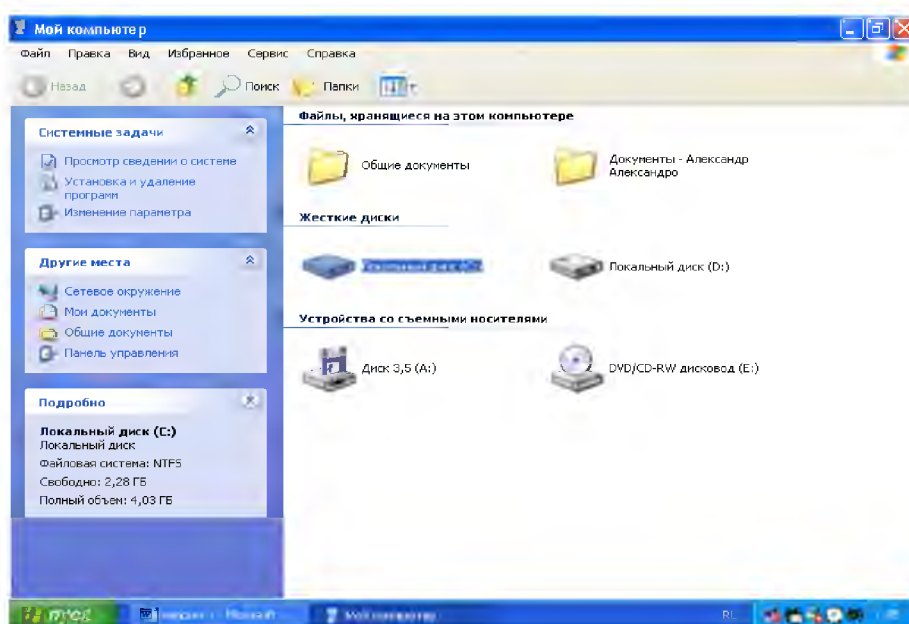 Мой компьютер
Файл Правка Вид Избранное Сервис Справка
Назад Поиск Папки
Системные задачи
Просмотр сведений о системе
Установка и удаление
программ
Изменение параметра
Другие места
Сетевое окружение
Мои документы
Общие документы
Панель управления
Подробно
Локальный диск (C:)
Локальный диск
Файловая система: NTFS
Свободно: 2,28 ГБ
Полный объем: 4,03 ГБ
Файлы, хранящиеся на этом компьютере
Общие документы
Документы - Александр
Александро
Жесткие диски
Локальный диск (C:)
Локальный диск (D:)
Устройства со съемными носителями
Диск 3,5 (A:)
DVD/CD-RW дисковод (E:)
пуск
Мой компьютер